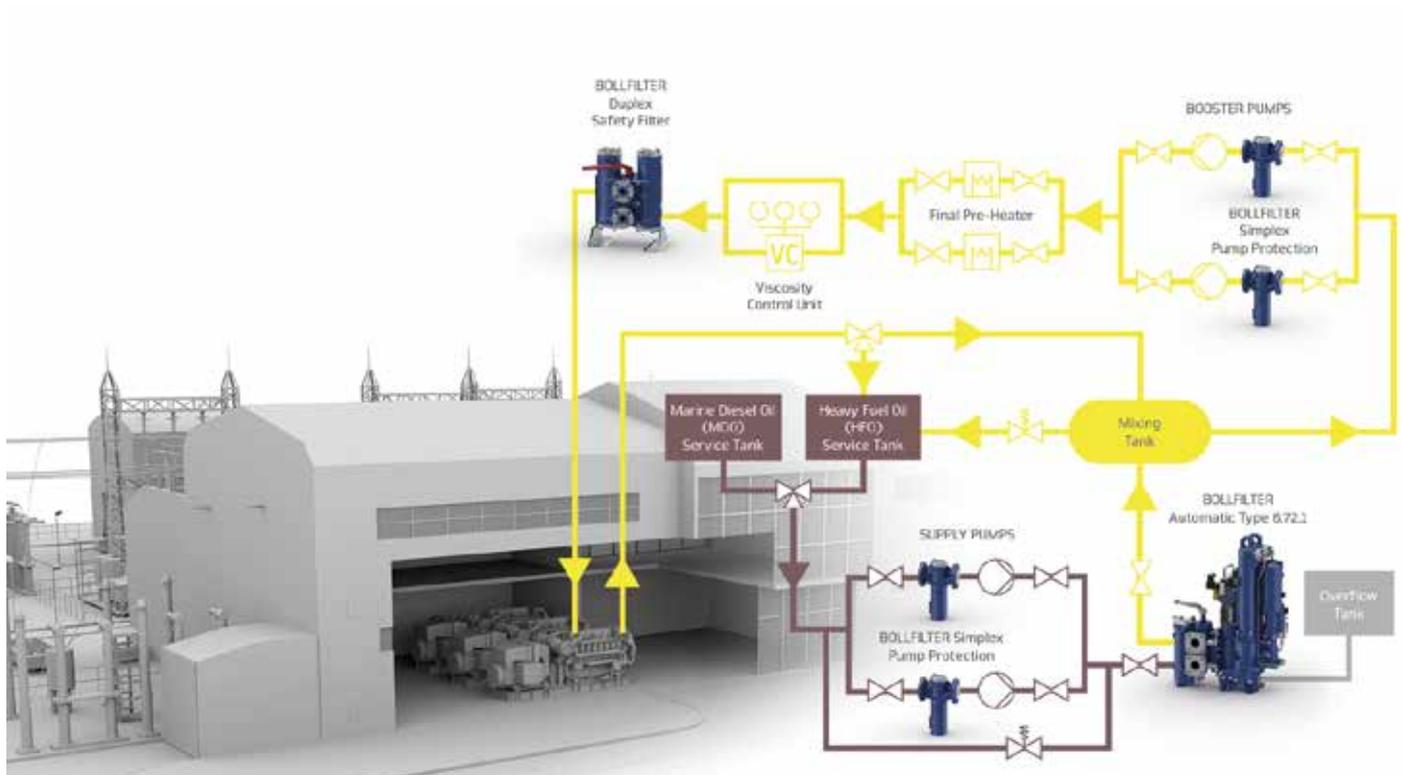 BOLLFILTER
Duplex
Safety Filter
BOOSTER PUMPS
BOLLFILTER
Simplex
Pump Protection
Final Pre-Heater
VC
Viscosity
Control Unit
Marine Diesel Oil
(MDO)
Service Tank
Heavy Fuel Oil
(HFO)
Service Tank
Mixing
Tank
BOLLFILTER
Automatic Type 6.72.1
SUPPLY PUMPS
BOLLFILTER Simplex
Pump Protection
Overflow
Tank